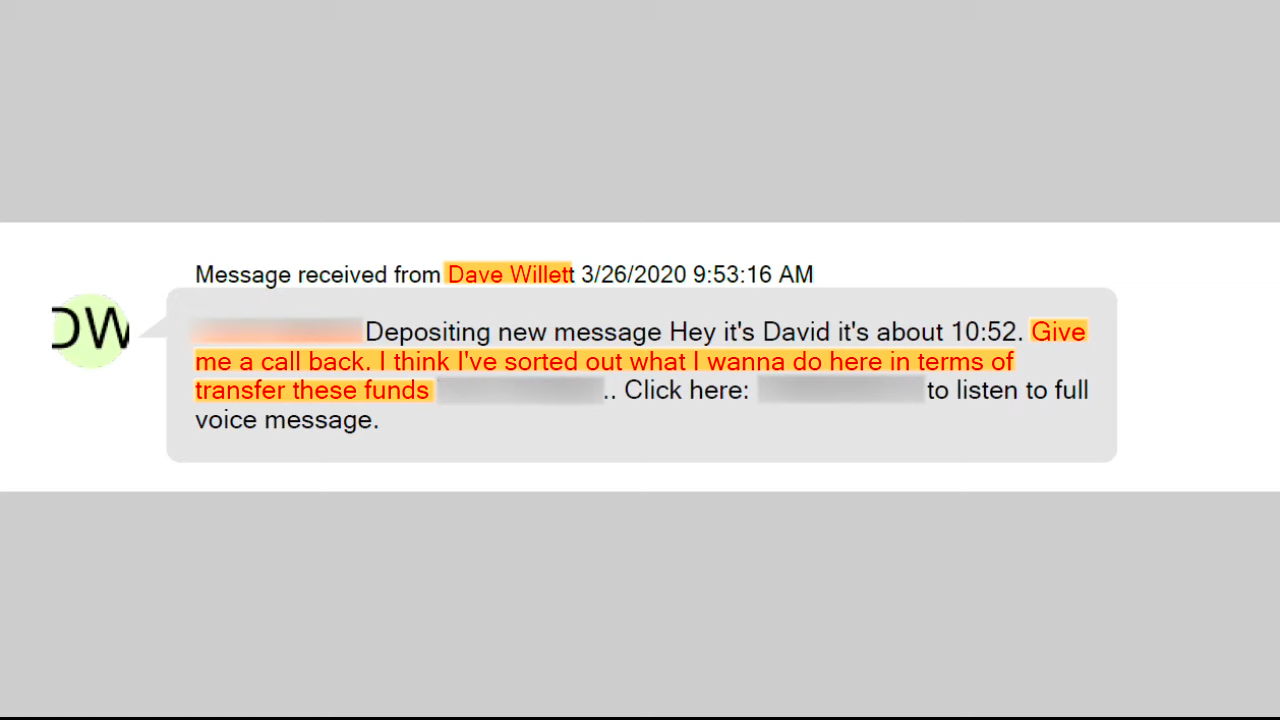 Message received from Dave Willett 3/26/2020 9:53:16 AM
DW
Depositing new message Hey it's David it's about 10:52. Give
me a call back. I think I've sorted out what I wanna do here in terms of
transfer these funds .. Click here: to listen to full
voice message.